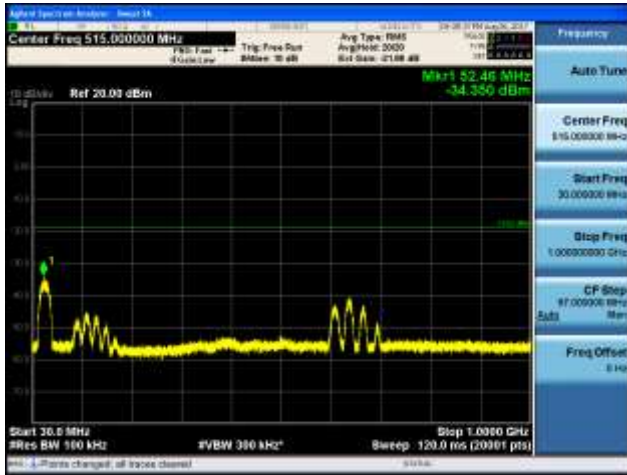 Agilent Spectrum Analyzer - Swept SA
Center Freq 515.000000 MHz
PNO: Fast
IFGain:Low
Trig: Free Run
#Atten: 10 dB
Avg Type: RMS
Avg|Hold: 20/20
Ext Gain: -21.00 dB
Frequency
Mkr1 52.46 MHz
-34.350 dBm
10 dB/div Ref 20.00 dBm
Log
1
Auto Tune
Center Freq
515.000000 MHz
Start Freq
30.000000 MHz
Stop Freq
1.000000000 GHz
CF Step
97.000000 MHz
Auto Man
Freq Offset
0 Hz
Start 30.0 MHz
Stop 1.0000 GHz
#Res BW 100 kHz
#VBW 300 kHz*
Sweep 120.0 ms (20001 pts)
Points changed; all traces cleared
STATUS